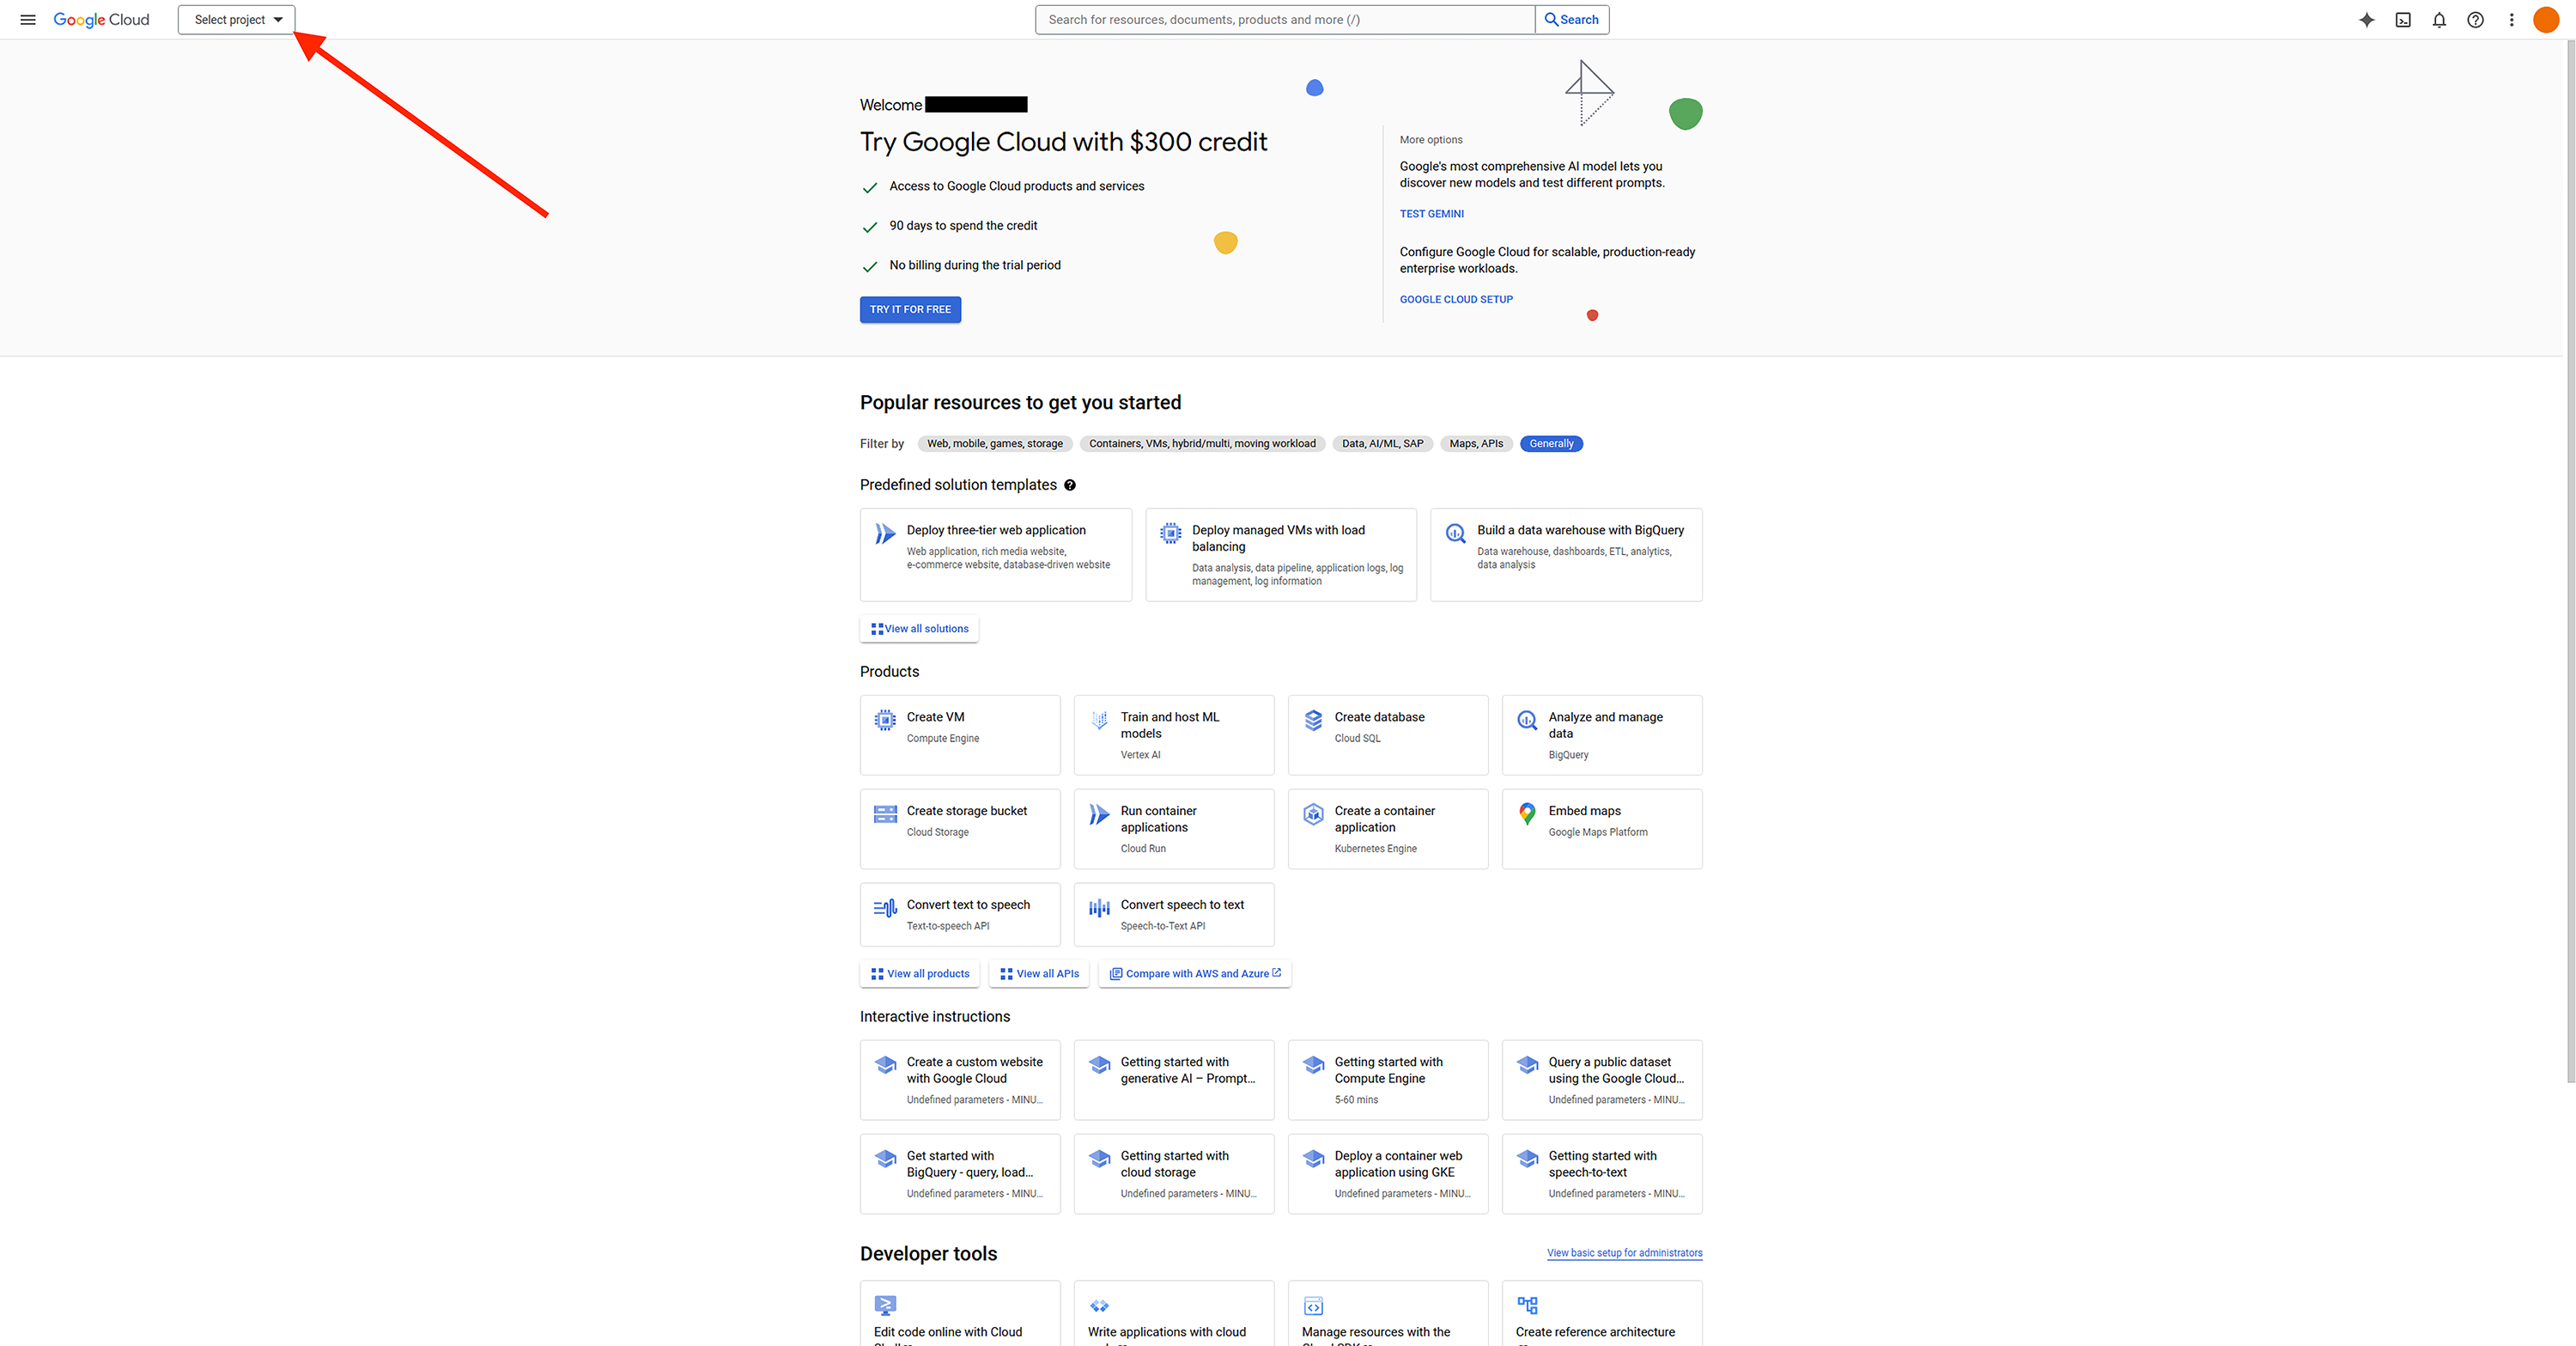 Google Cloud
Select project
Search for resources, documents, products and more (/)
Search
Welcome
Try Google Cloud with $300 credit
Access to Google Cloud products and services
90 days to spend the credit
No billing during the trial period
TRY IT FOR FREE
More options
Google's most comprehensive AI model lets you
discover new models and test different prompts.
TEST GEMINI
Configure Google Cloud for scalable, production-ready
enterprise workloads.
GOOGLE CLOUD SETUP
Popular resources to get you started
Filter by
Web, mobile, games, storage
Containers, VMs, hybrid/multi, moving workload
Data, AI/ML, SAP
Maps, APIs
Generally
Predefined solution templates
Deploy three-tier web application
Web application, rich media website,
e-commerce website, database-driven website
Deploy managed VMs with load
balancing
Data analysis, data pipeline, application logs, log
management, log information
Build a data warehouse with BigQuery
Data warehouse, dashboards, ETL, analytics,
data analysis
View all solutions
Products
Create VM
Compute Engine
Train and host ML
models
Vertex AI
Create database
Cloud SQL
Analyze and manage
data
BigQuery
Create storage bucket
Cloud Storage
Run container
applications
Cloud Run
Create a container
application
Kubernetes Engine
Embed maps
Google Maps Platform
Convert text to speech
Text-to-speech API
Convert speech to text
Speech-to-Text API
View all products
View all APIs
Compare with AWS and Azure
Interactive instructions
Create a custom website
with Google Cloud
Undefined parameters - MINU...
Getting started with
generative AI – Prompt...
Getting started with
Compute Engine
5-60 mins
Query a public dataset
using the Google Cloud...
Undefined parameters - MINU...
Get started with
BigQuery - query, load...
Undefined parameters - MINU...
Getting started with
cloud storage
Undefined parameters - MINU...
Deploy a container web
application using GKE
Undefined parameters - MINU...
Getting started with
speech-to-text
Undefined parameters - MINU...
Developer tools
View basic setup for administrators
Edit code online with Cloud
Write applications with cloud
Manage resources with the
Create reference architecture